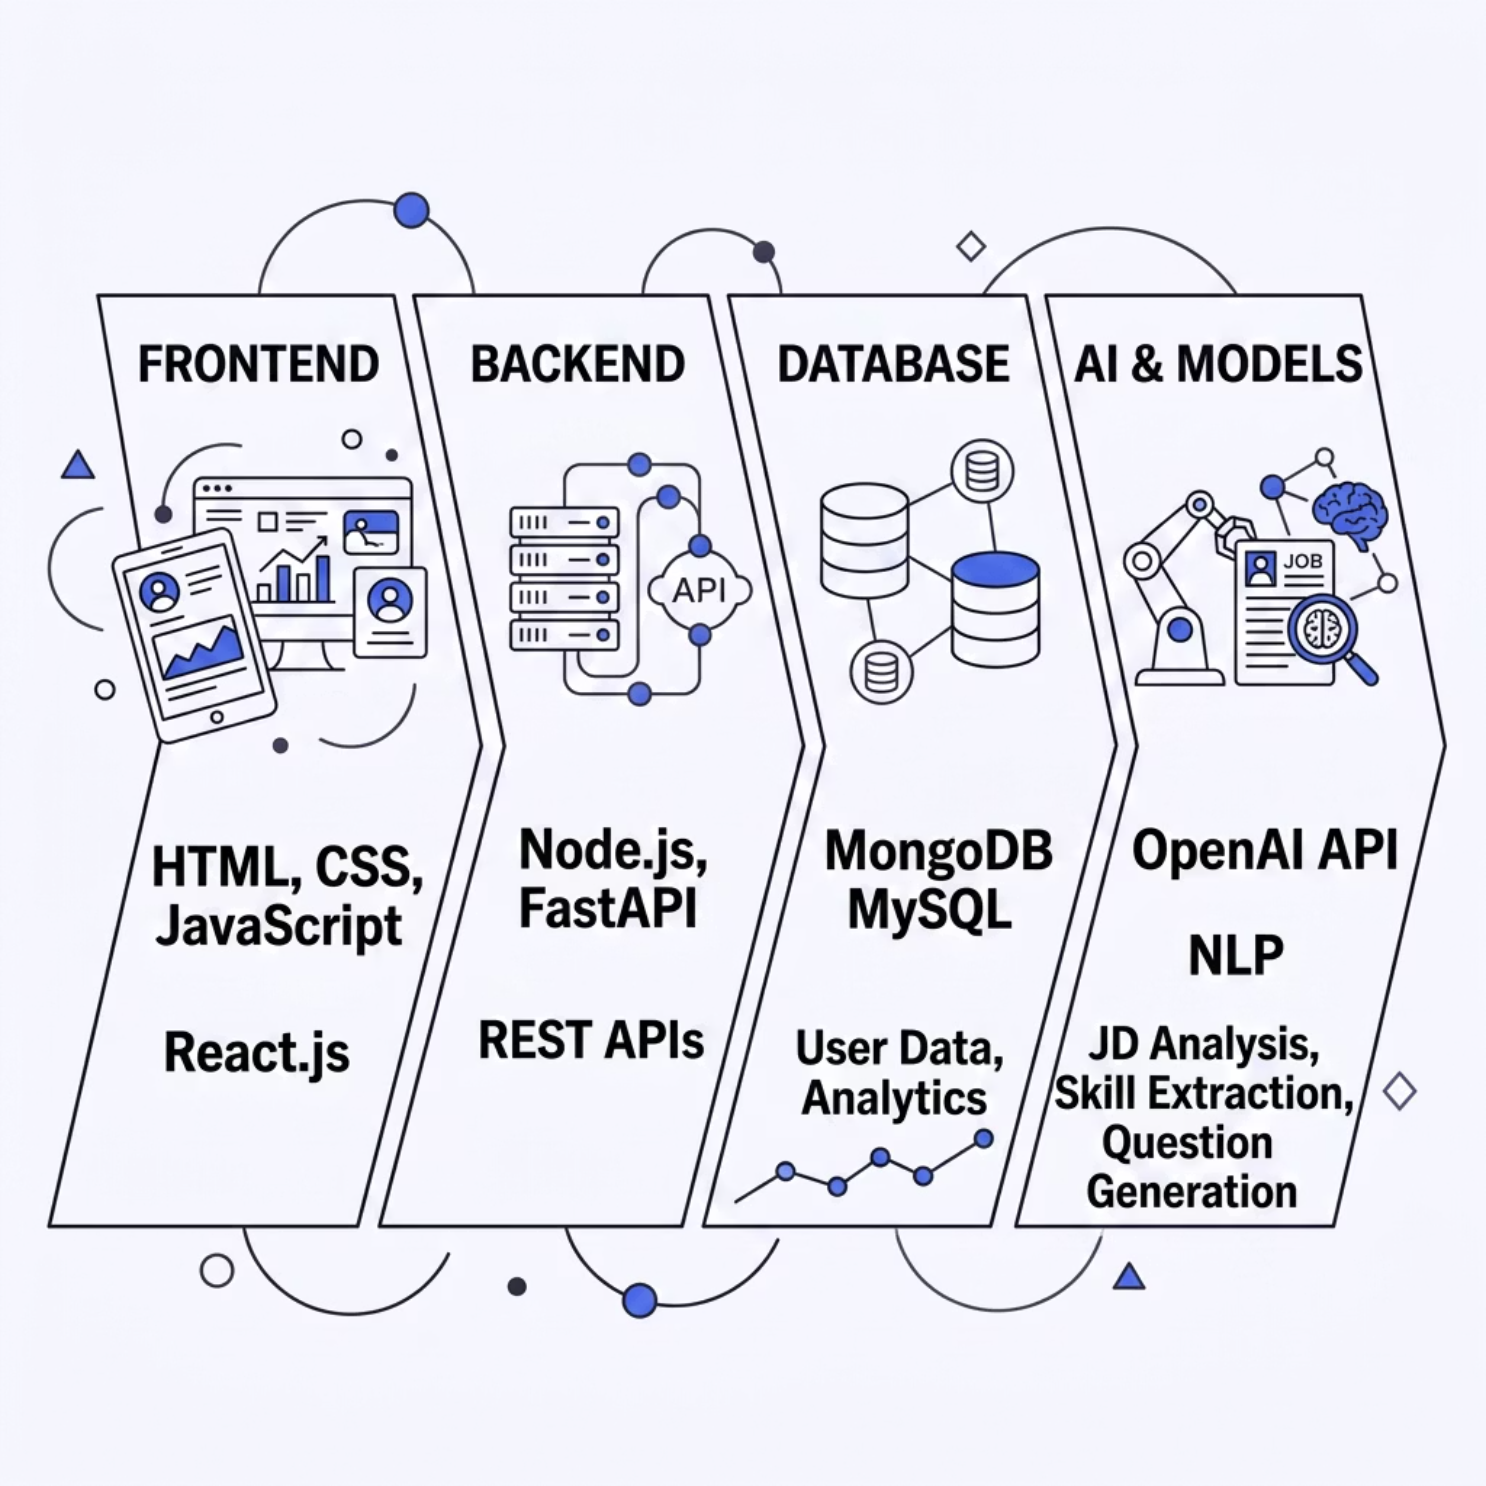 FRONTEND
HTML, CSS,
JavaScript
React.js
BACKEND
API
Node.js,
FastAPI
REST APIs
DATABASE
MongoDB
MySQL
User Data,
Analytics
AI & MODELS
JOB
OpenAI API
NLP
JD Analysis,
Skill Extraction,
Question
Generation